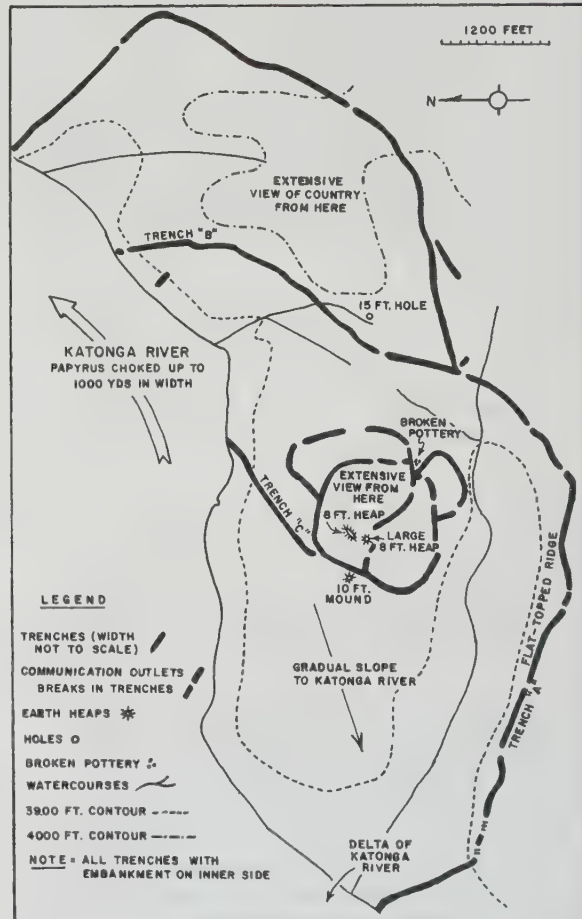 1200 FEET
N
EXTENSIVE
VIEW OF COUNTRY
FROM HERE
TRENCH "B"
15 FT. HOLE
KATONGA RIVER
PAPYRUS CHOKED UP TO
1000 YDS IN WIDTH
BROKEN
POTTERY
EXTENSIVE
VIEW FROM
HERE
8 FT. HEAP
LARGE
8 FT. HEAP
TRENCH "C"
10 FT.
MOUND
FLAT-TOPPED RIDGE
TRENCH "A"
GRADUAL SLOPE
TO KATONGA RIVER
DELTA OF
KATONGA
RIVER
LEGEND
TRENCHES (WIDTH
NOT TO SCALE)
COMMUNICATION OUTLETS
BREAKS IN TRENCHES
EARTH HEAPS
HOLES
BROKEN POTTERY
WATERCOURSES
3900 FT. CONTOUR
4000 FT. CONTOUR
NOTE = ALL TRENCHES WITH
EMBANKMENT ON INNER SIDE